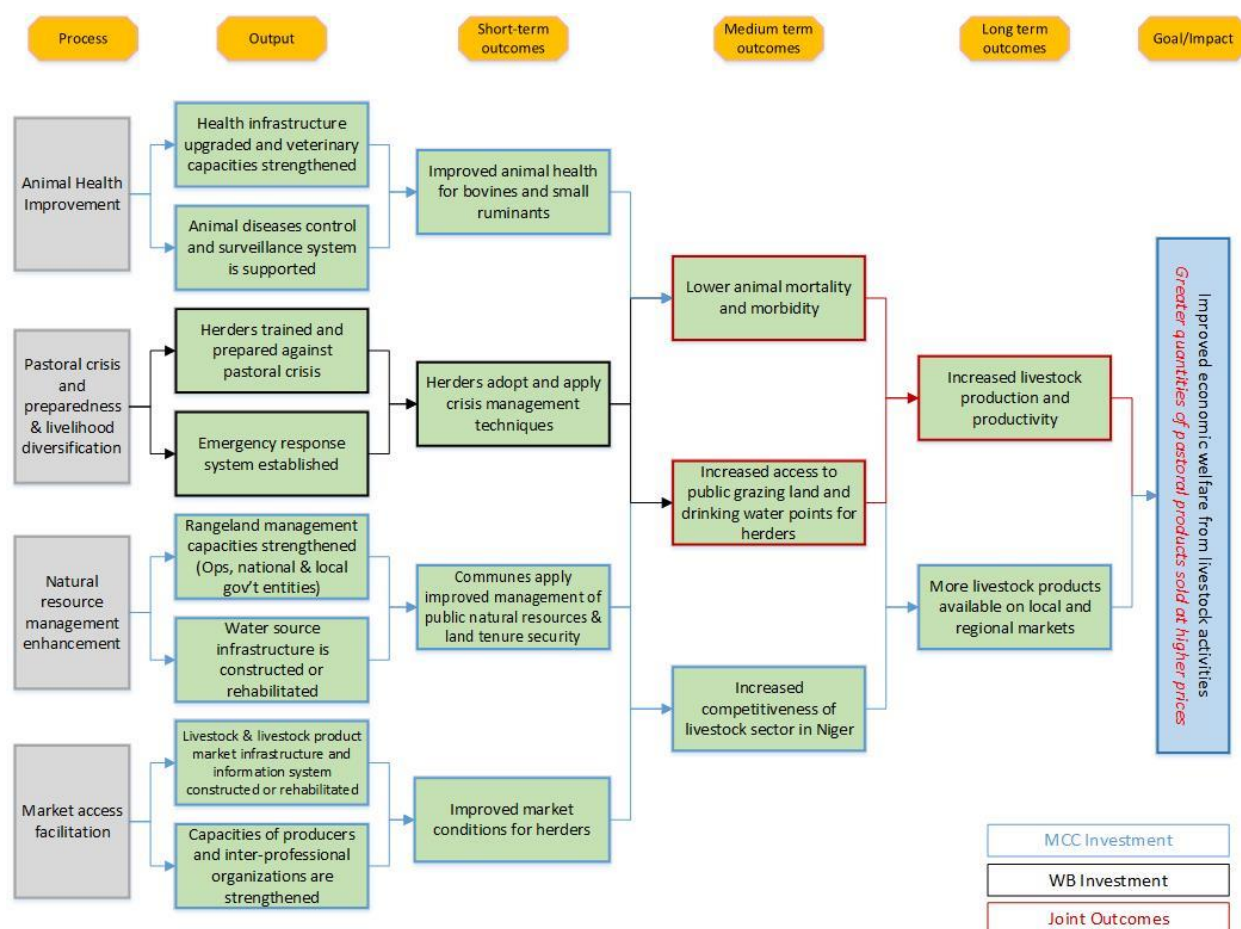 Process
Output
Short-term
outcomes
Medium term
outcomes
Long term
outcomes
Goal/Impact
Animal Health
Improvement
Health infrastructure
upgraded and veterinary
capacities strengthened
Animal diseases control
and surveillance system
is supported
Improved animal health
for bovines and small
ruminants
Pastoral crisis
and
preparedness
& livelihood
diversification
Herders trained and
prepared against
pastoral crisis
Emergency response
system established
Herders adopt and apply
crisis management
techniques
Lower animal mortality
and morbidity
Increased access to
public grazing land and
drinking water points for
herders
Increased livestock
production and
productivity
Natural
resource
management
enhancement
Rangeland management
capacities strengthened
(Ops, national & local
gov't entities)
Water source
infrastructure is
constructed or
rehabilitated
Communes apply
improved management of
public natural resources &
land tenure security
Increased
competitiveness of
livestock sector in Niger
More livestock products
available on local and
regional markets
Market access
facilitation
Livestock & livestock product
market infrastructure and
information system
constructed or rehabilitated
Capacities of producers
and inter-professional
organizations are
strengthened
Improved market
conditions for herders
Improved economic welfare from livestock activities
Greater quantities of pastoral products sold at higher prices
MCC Investment
WB Investment
Joint Outcomes